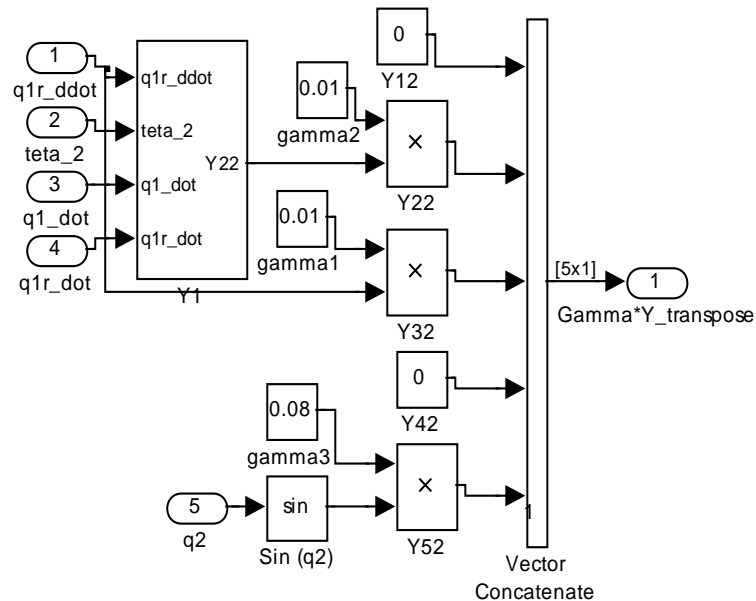 1
q1r_ddot
2
teta_2
3
q1_dot
4
q1r_dot
q1r_ddot
teta_2
q1_dot
q1r_dot
Y22
Y1
0
Y12
0.01
gamma2
×
Y22
0.01
gamma1
×
Y32
0
Y42
0.08
gamma3
×
Y52
5
q2
sin
Sin (q2)
1
Vector
Concatenate
[5x1]
1
Gamma*Y_transpose